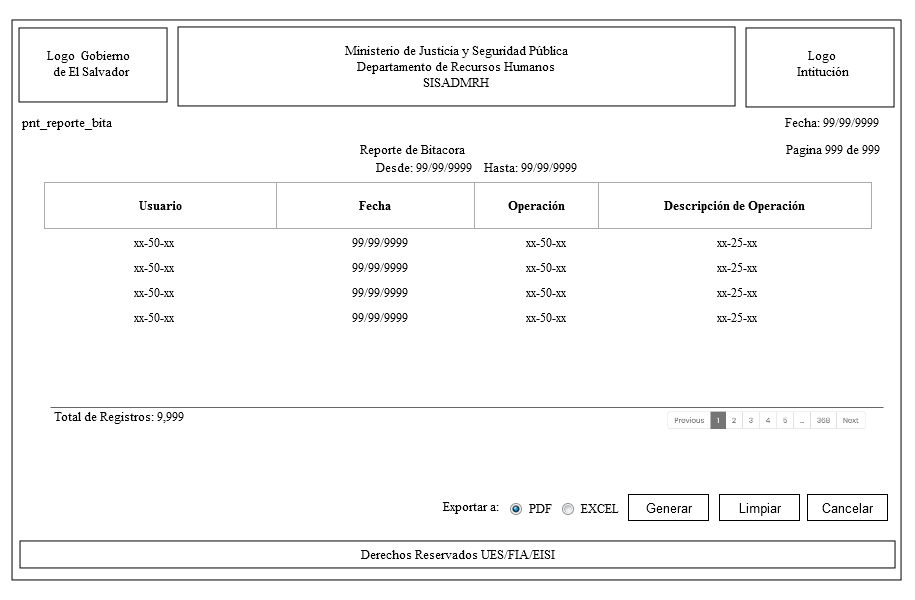 Logo Gobierno
de El Salvador
Ministerio de Justicia y Seguridad Pública
Departamento de Recursos Humanos
SISADMRH
Logo
Intitución
pnt_reporte_bita
Fecha: 99/99/9999
Reporte de Bitacora
Pagina 999 de 999
Desde: 99/99/9999 Hasta: 99/99/9999
Usuario Fecha Operación Descripción de Operación
xx-50-xx 99/99/9999 xx-50-xx xx-25-xx
xx-50-xx 99/99/9999 xx-50-xx xx-25-xx
xx-50-xx 99/99/9999 xx-50-xx xx-25-xx
xx-50-xx 99/99/9999 xx-50-xx xx-25-xx
Total de Registros: 9,999
Previous 1 2 3 4 5 ... 368 Next
Exportar a: PDF EXCEL Generar Limpiar Cancelar
Derechos Reservados UES/FIA/EISI